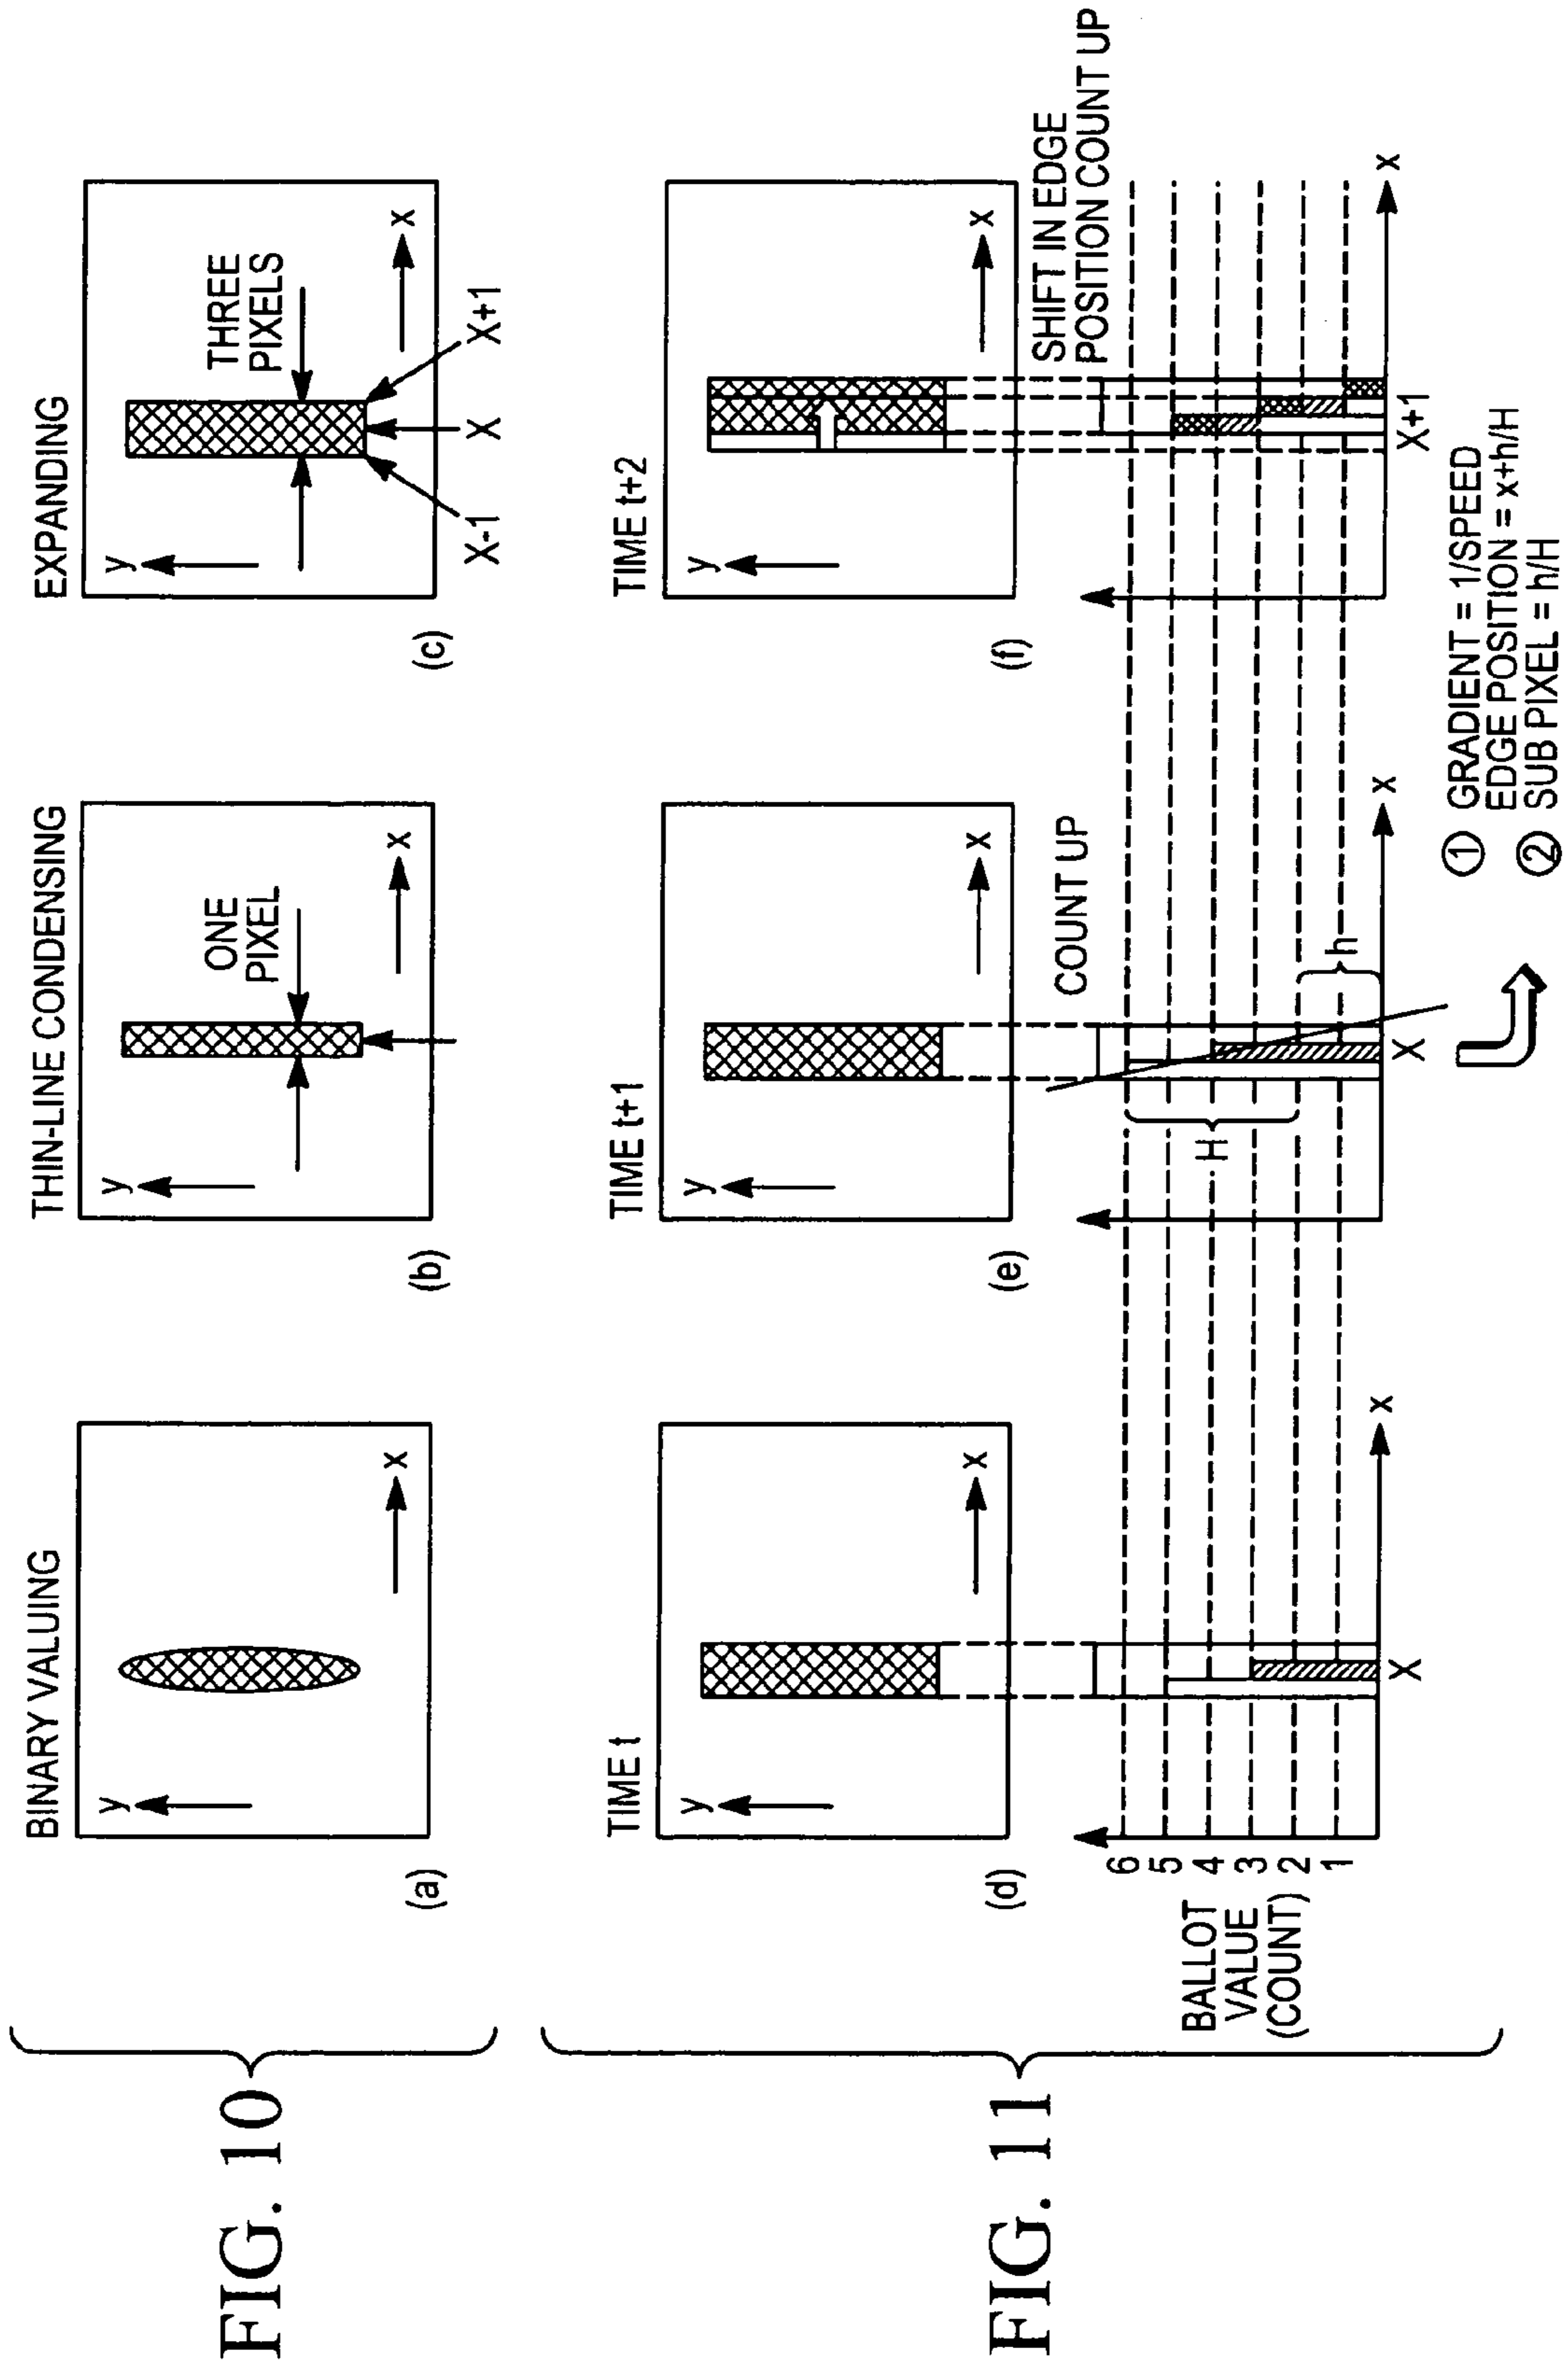 FIG. 10
BINARY VALUING
y
x
(a)
THIN-LINE CONDENSING
y
ONE
PIXEL
x
(b)
EXPANDING
y
THREE
PIXELS
x
X-1
X
X+1
(c)
FIG. 11
TIME t
y
x
(d)
BALLOT
VALUE
(COUNT)
6
5
4
3
2
1
X
x
TIME t+1
y
x
(e)
COUNT UP
H
h
X
x
TIME t+2
y
x
(f)
SHIFT IN EDGE
POSITION COUNT UP
X+1
x
① GRADIENT = 1/SPEED
EDGE POSITION = x+h/H
② SUB PIXEL = h/H